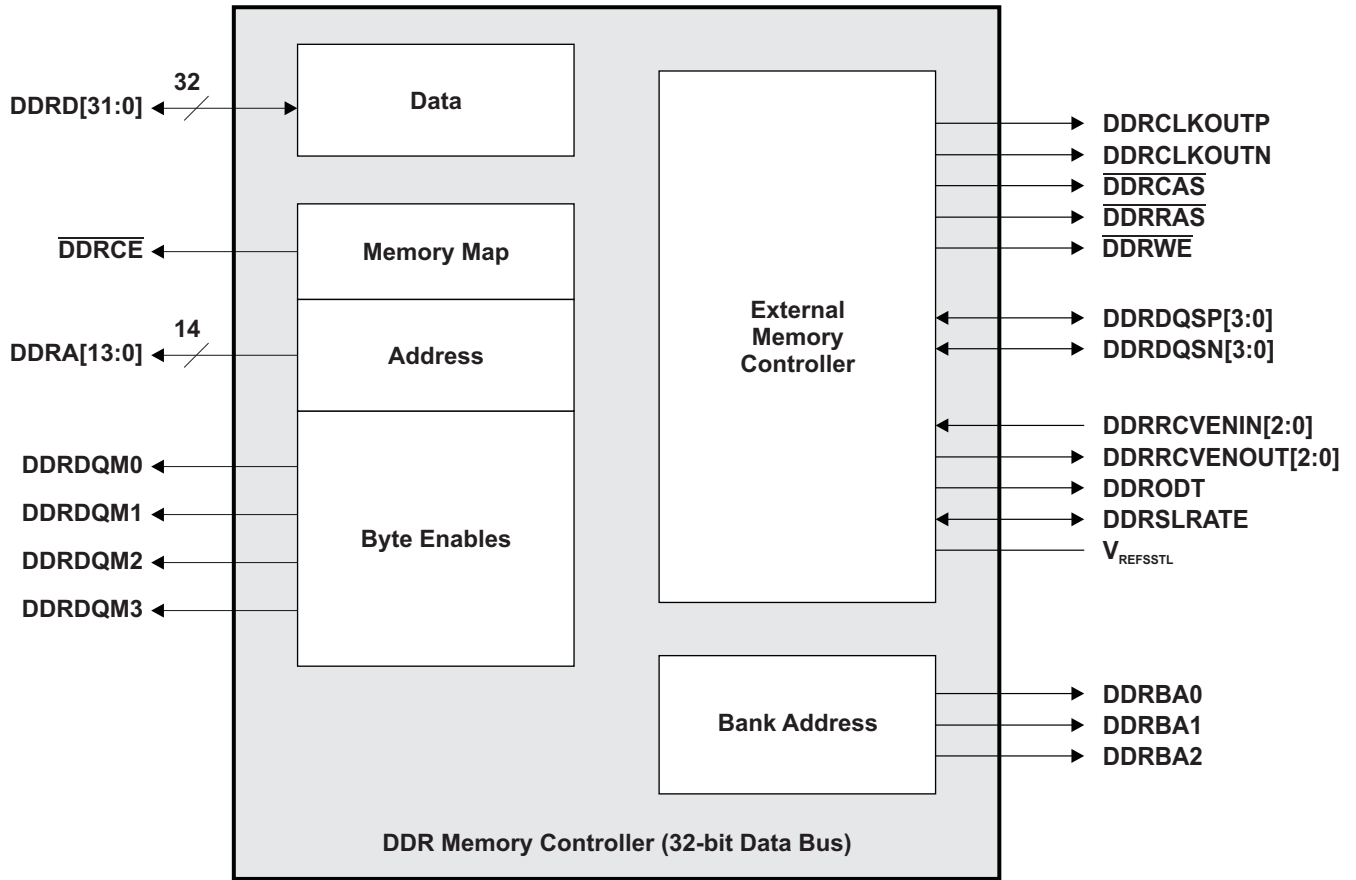 32
DDRD[31:0]
Data
DDRCE
Memory Map
14
DDRA[13:0]
Address
DDRDQM0
DDRDQM1
DDRDQM2
DDRDQM3
Byte Enables
External
Memory
Controller
DDRCLKOUTP
DDRCLKOUTN
DDRCAS
DDRRAS
DDRWE
DDRDQSP[3:0]
DDRDQSN[3:0]
DDRRCVENIN[2:0]
DDRRCVENOUT[2:0]
DDRODT
DDRSLRATE
VREFSSTL
Bank Address
DDRBA0
DDRBA1
DDRBA2
DDR Memory Controller (32-bit Data Bus)